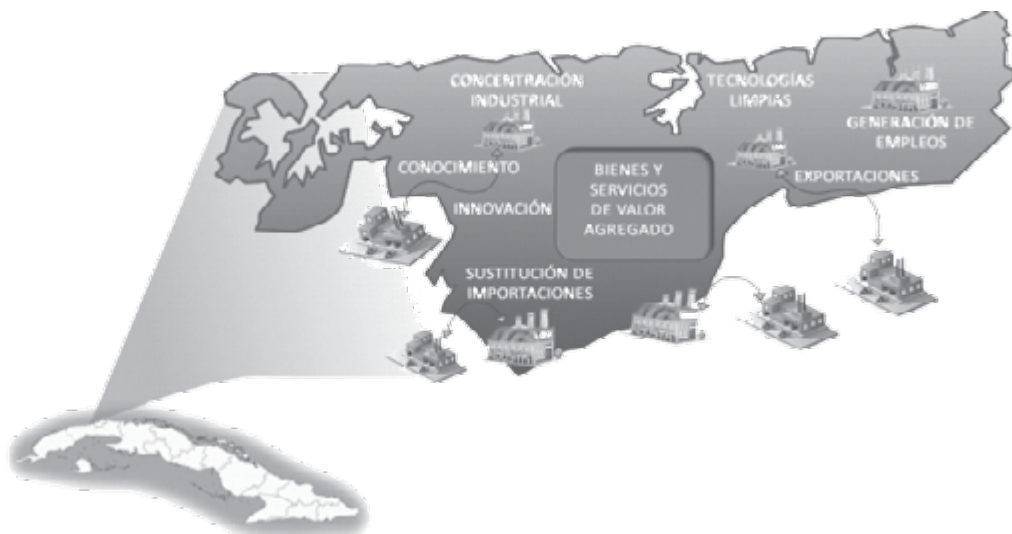 CONCENTRACIÓN
INDUSTRIAL
TECNOLOGÍAS
LIMPIAS
GENERACIÓN DE
EMPLEOS
CONOCIMIENTO
BIENES Y
SERVICIOS
DE VALOR
AGREGADO
EXPORTACIONES
INNOVACIÓN
SUSTITUCIÓN DE
IMPORTACIONES